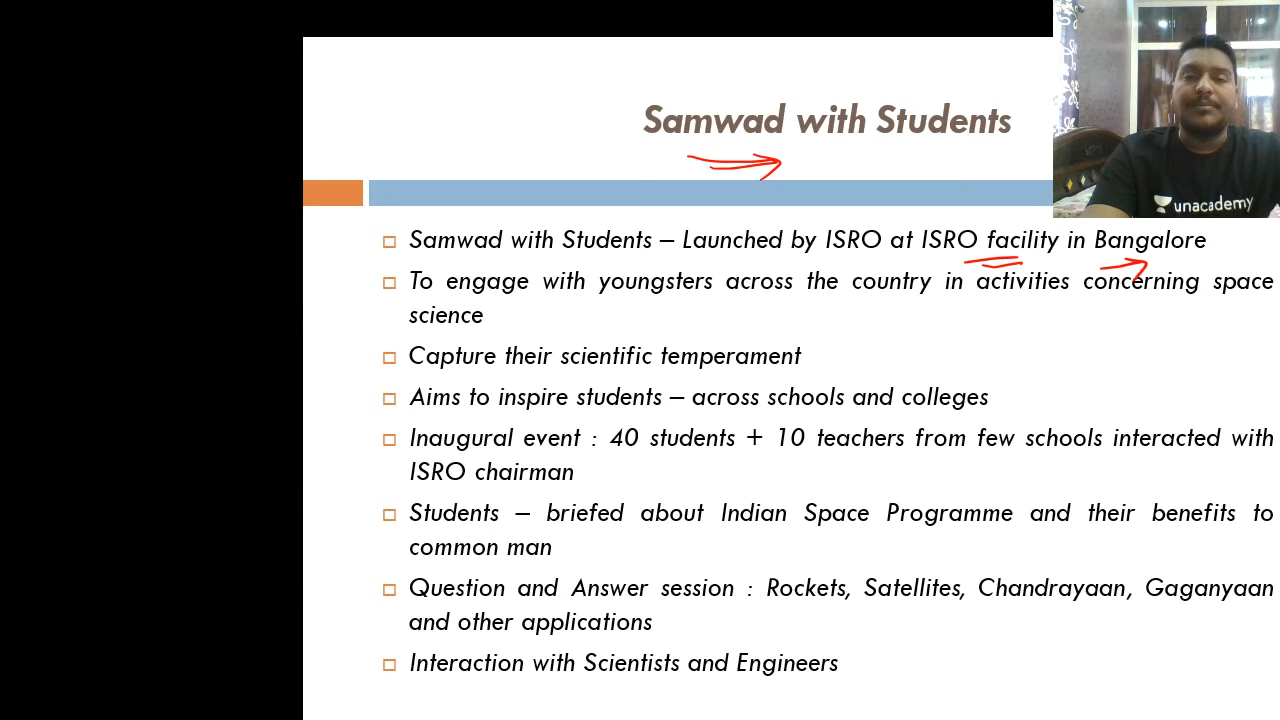 Samwad with Students
unacademy
Samwad with Students – Launched by ISRO at ISRO facility in Bangalore
To engage with youngsters across the country in activities concerning space
science
Capture their scientific temperament
Aims to inspire students – across schools and colleges
Inaugural event : 40 students + 10 teachers from few schools interacted with
ISRO chairman
Students – briefed about Indian Space Programme and their benefits to
common man
Question and Answer session : Rockets, Satellites, Chandrayaan, Gaganyaan
and other applications
Interaction with Scientists and Engineers